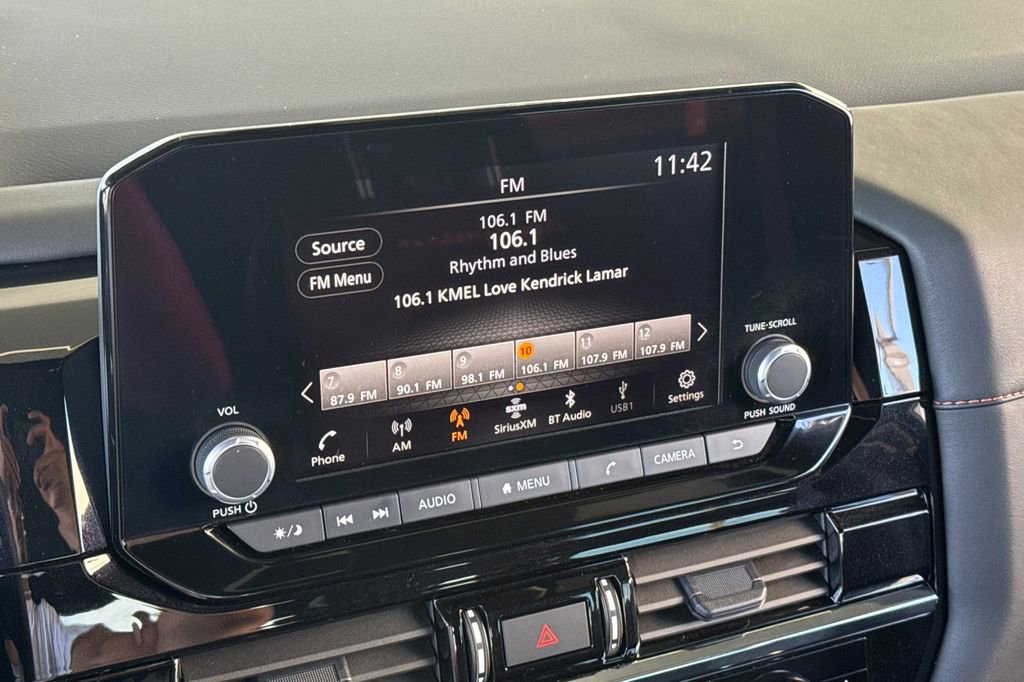 11:42
FM
106.1 FM
106.1
Rhythm and Blues
106.1 KMEL Love Kendrick Lamar
Source
FM Menu
7
87.9 FM
8
90.1 FM
9
98.1 FM
10
106.1 FM
11
107.9 FM
12
107.9 FM
Phone
AM
FM
sxm
SiriusXM
BT Audio
USB1
Settings
VOL
PUSH
TUNE•SCROLL
PUSH SOUND
AUDIO
MENU
CAMERA